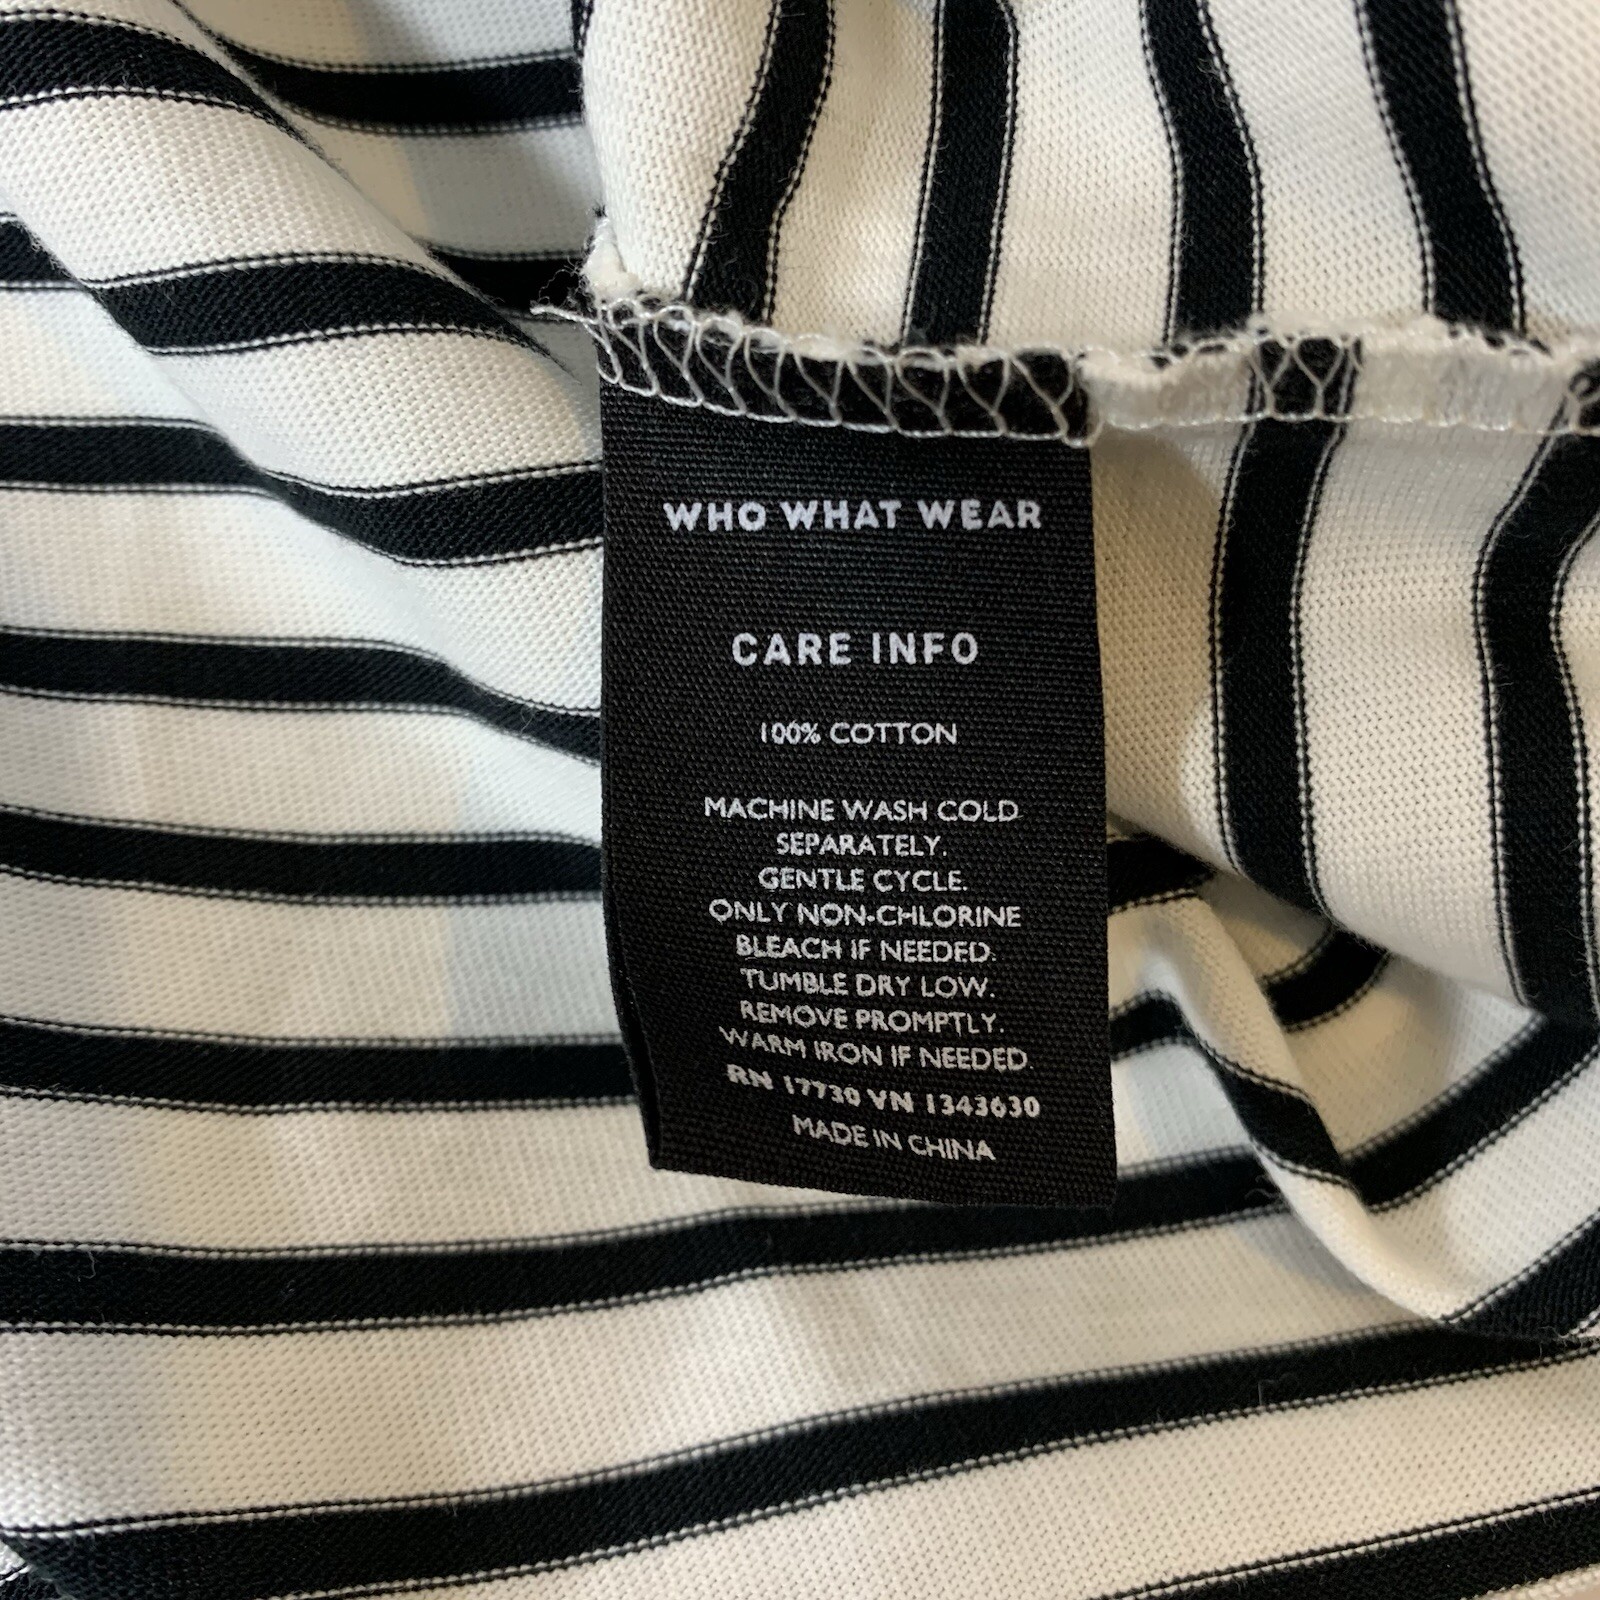 WHO WHAT WEAR
CARE INFO
100% COTTON
MACHINE WASH COLD
SEPARATELY.
GENTLE CYCLE.
ONLY NON-CHLORINE
BLEACH IF NEEDED.
TUMBLE DRY LOW.
REMOVE PROMPTLY.
WARM IRON IF NEEDED.
RN 17730 VN 1343630
MADE IN CHINA